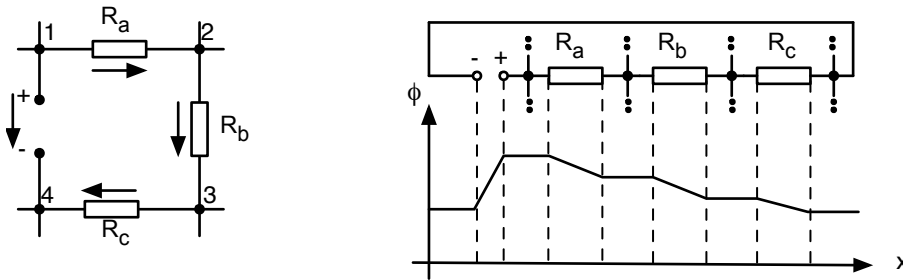 1 Ra 2
+
-
Rb
4 3
Rc
- + Ra Rb Rc
ϕ
x